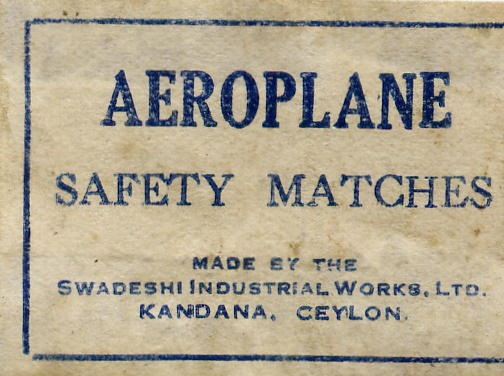 AEROPLANE
SAFETY MATCHES
MADE BY THE
SWADESHI INDUSTRIAL WORKS, LTD.
KANDANA, CEYLON.